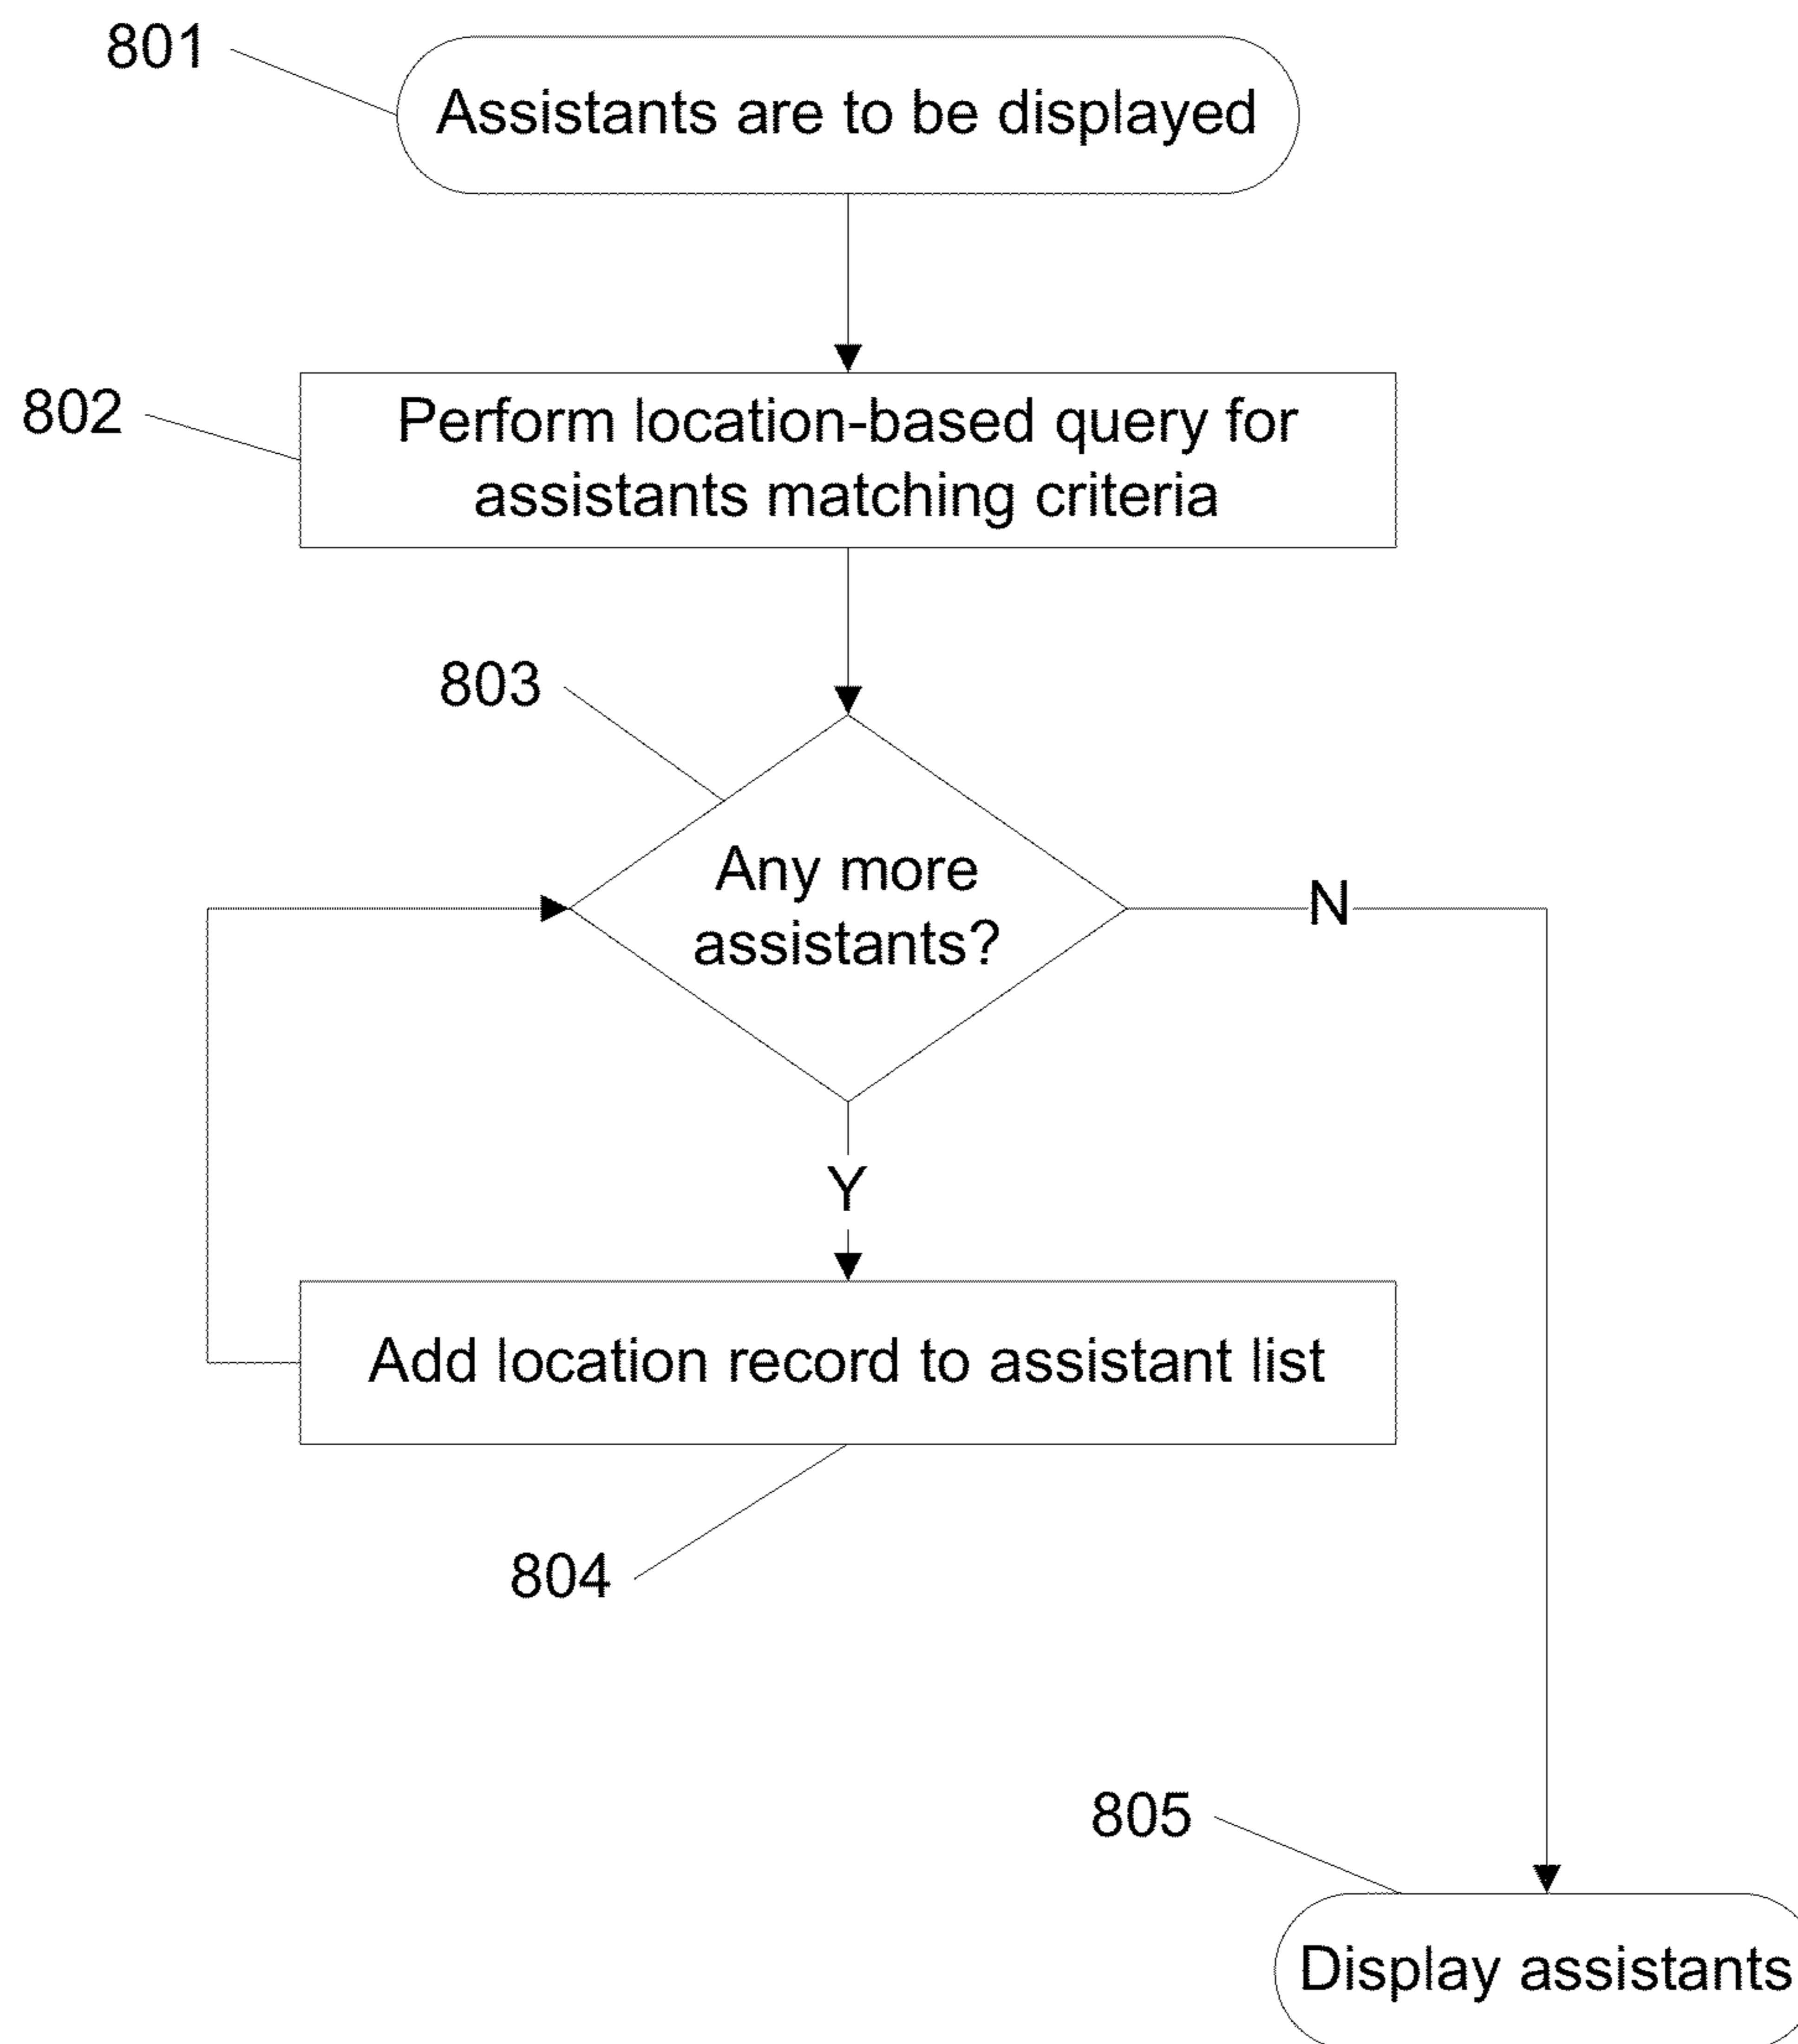 801
Assistants are to be displayed
802
Perform location-based query for
assistants matching criteria
803
Any more
assistants?
N
Y
Add location record to assistant list
804
805
Display assistants